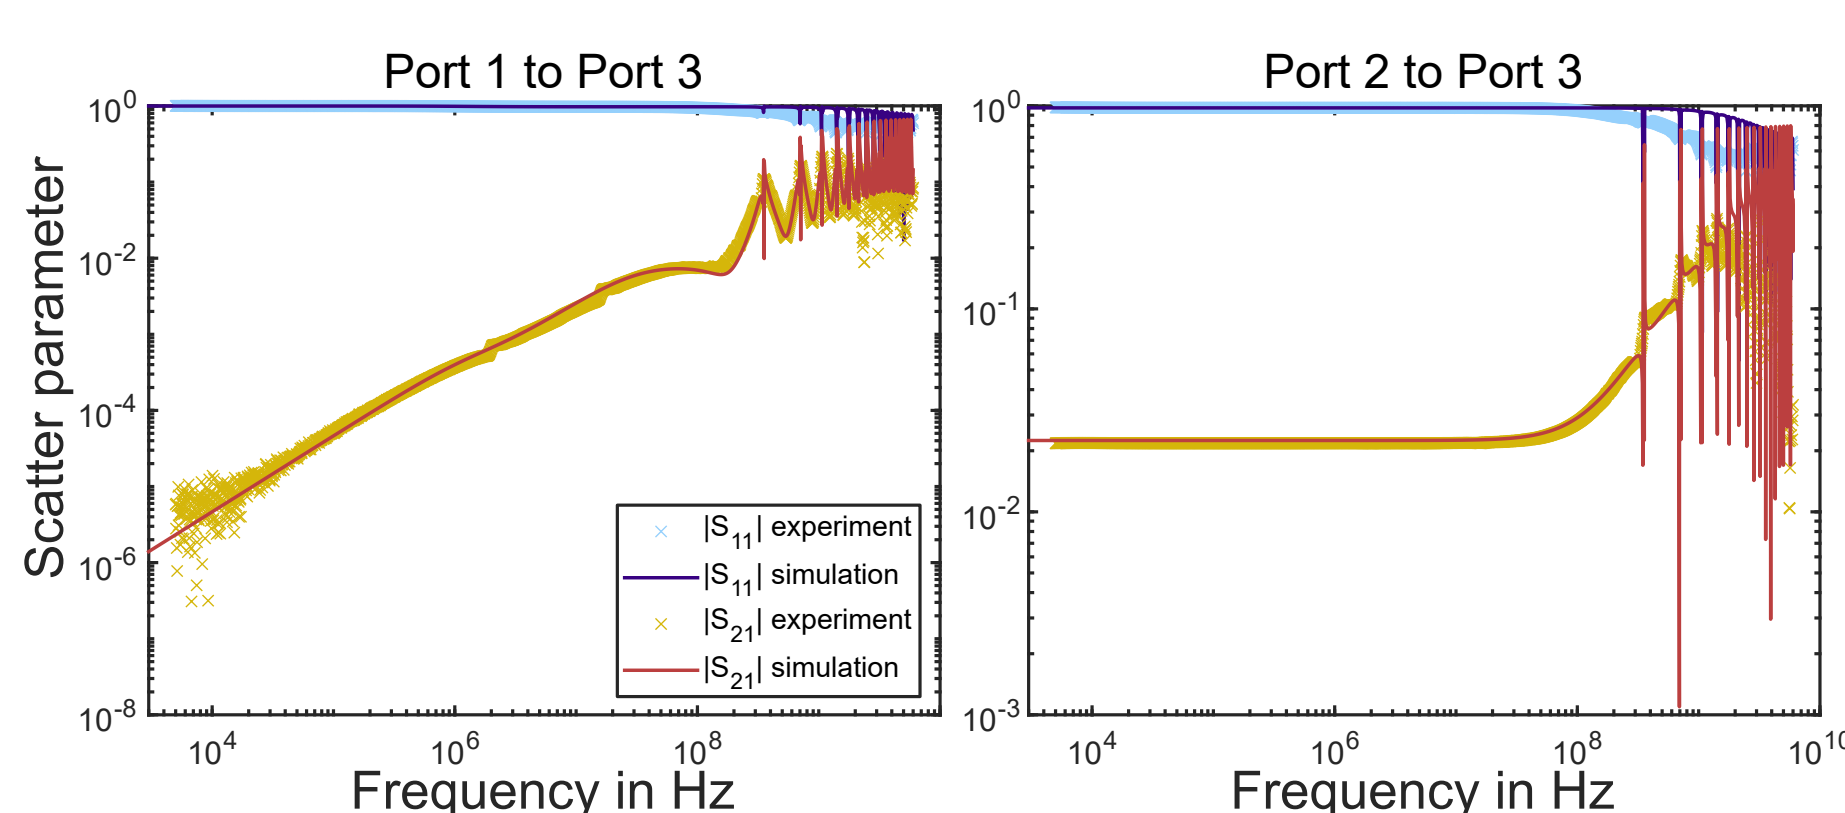 Port 1 to Port 3
Port 2 to Port 3
Scatter parameter
10^0
10^-2
10^-4
10^-6
10^-8
10^4
10^6
10^8
Frequency in Hz
|S_11| experiment
|S_11| simulation
|S_21| experiment
|S_21| simulation
10^0
10^-1
10^-2
10^-3
10^4
10^6
10^8
10^10
Frequency in Hz